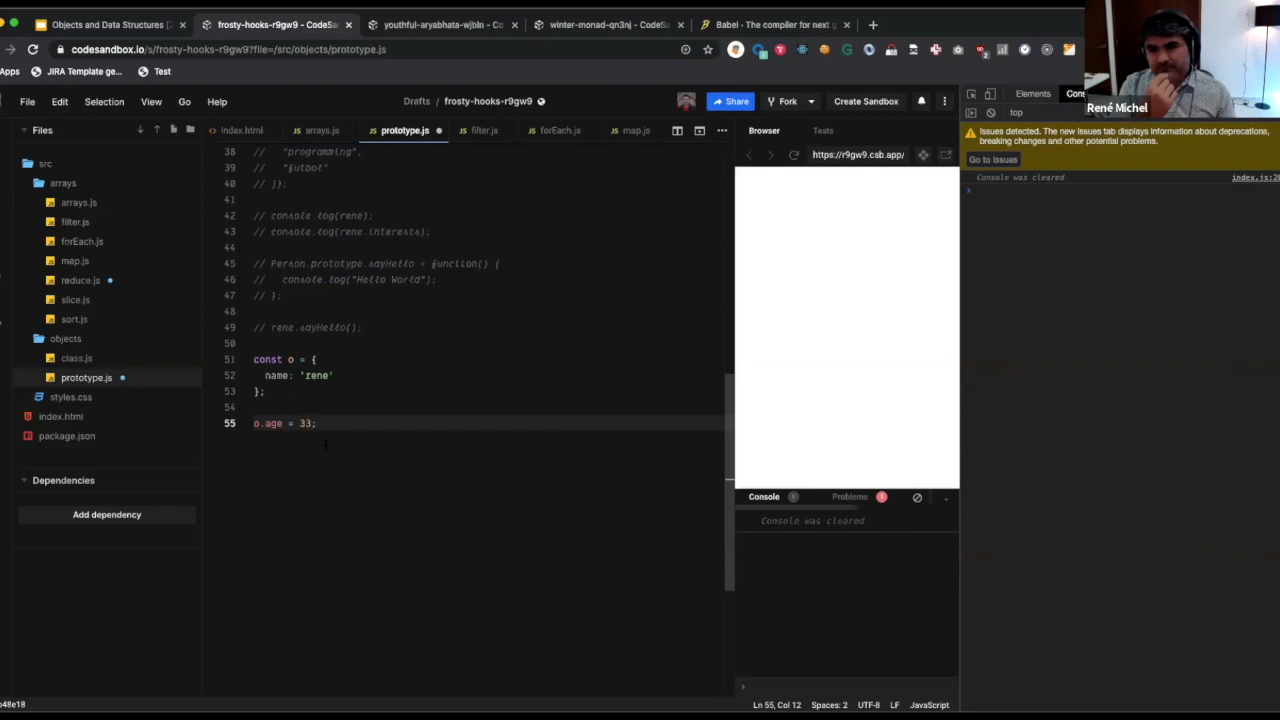 Objects and Data Structures
frosty-hooks-r9gw9 - CodeSa
youthful-aryabhata-wjbln - Co
winter-monad-qn3nj - CodeSa
Babel - The compiler for next g
codesandbox.io/s/frosty-hooks-r9gw9?file=/src/objects/prototype.js
Apps
JIRA Template ge...
Test
René Michel
File
Edit
Selection
View
Go
Help
Drafts / frosty-hooks-r9gw9
Share
Fork
Create Sandbox
Elements
Con
top
Issues detected. The new Issues tab displays information about deprecations,
breaking changes and other potential problems.
Go to Issues
Console was cleared
index.js:20
Files
src
arrays
arrays.js
filter.js
forEach.js
map.js
reduce.js
slice.js
sort.js
objects
class.js
prototype.js
styles.css
index.html
package.json
Dependencies
Add dependency
index.html
arrays.js
prototype.js
filter.js
forEach.js
map.js
38 // "programming",
39 // "futbol"
40 // ]);
41
42 // console.log(rene);
43 // console.log(rene.interests);
44
45 // Person.prototype.sayHello = function() {
46 // console.log("Hello World");
47 // };
48
49 // rene.sayHello();
50
51 const o = {
52 name: 'rene'
53 };
54
55 o.age = 33;
Browser
Tests
https://r9gw9.csb.app/
Console 0
Problems 3
Console was cleared
b48e18
Ln 55, Col 12
Spaces: 2
UTF-8
LF
JavaScript